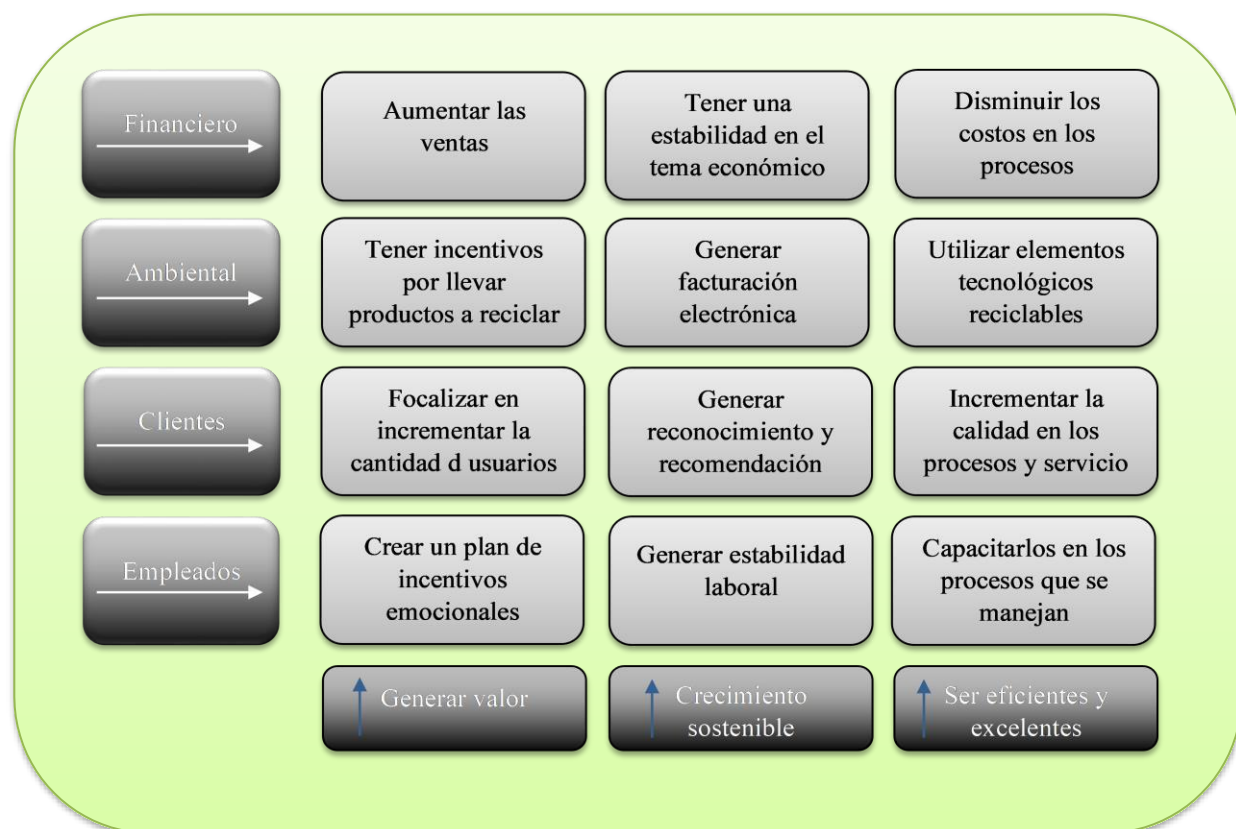 Financiero
Aumentar las
ventas
Tener una
estabilidad en el
tema económico
Disminuir los
costos en los
procesos
Ambiental
Tener incentivos
por llevar
productos a reciclar
Generar
facturación
electrónica
Utilizar elementos
tecnológicos
reciclables
Clientes
Focalizar en
incrementar la
cantidad d usuarios
Generar
reconocimiento y
recomendación
Incrementar la
calidad en los
procesos y servicio
Empleados
Crear un plan de
incentivos
emocionales
Generar estabilidad
laboral
Capacitarlos en los
procesos que se
manejan
Generar valor
Crecimiento
sostenible
Ser eficientes y
excelentes